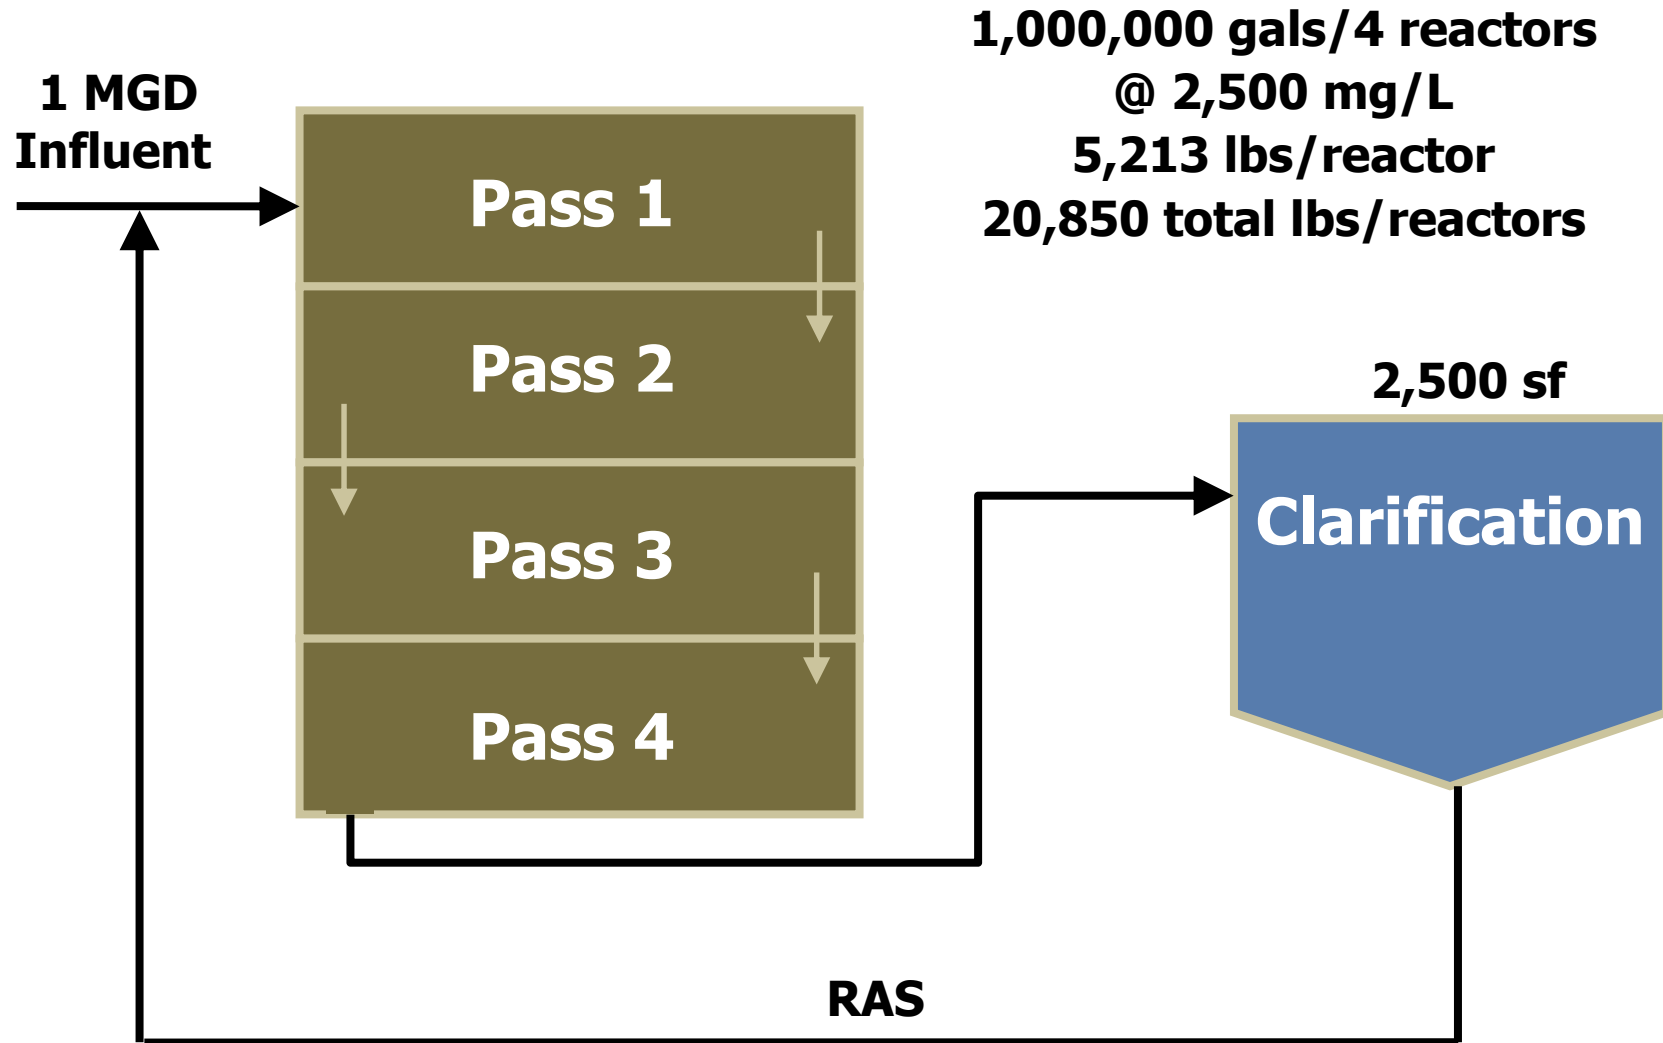 1 MGD
Influent
1,000,000 gals/4 reactors
@ 2,500 mg/L
5,213 lbs/reactor
20,850 total lbs/reactors
Pass 1
Pass 2
Pass 3
Pass 4
2,500 sf
Clarification
RAS